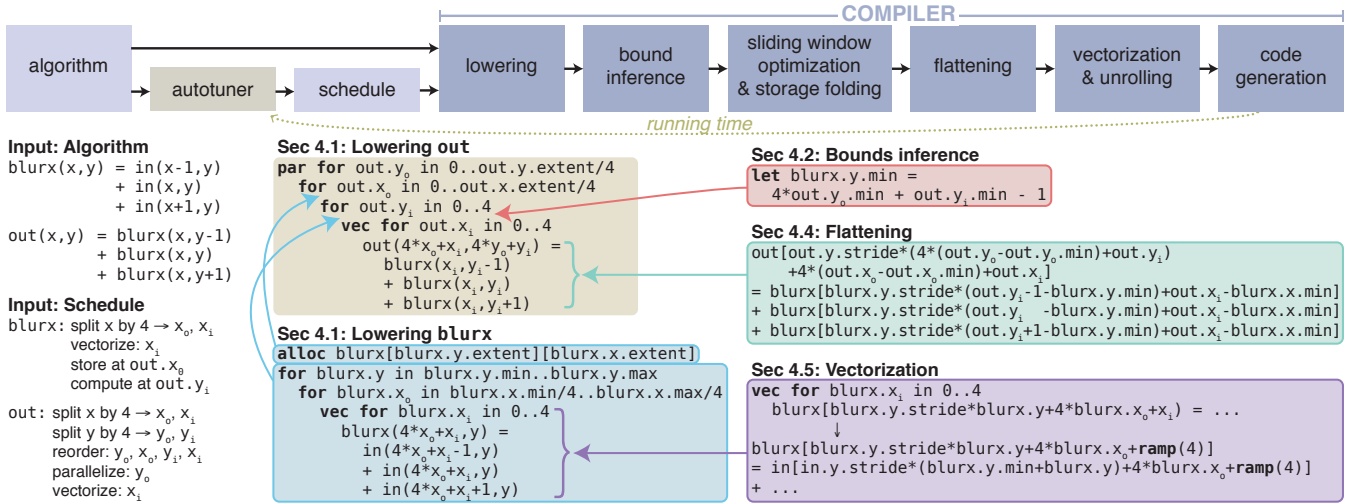 COMPILER
algorithm
autotuner
schedule
lowering
bound
inference
sliding window
optimization
& storage folding
flattening
vectorization
& unrolling
code
generation
running time
Input: Algorithm
blurx(x,y) = in(x-1,y)
+ in(x,y)
+ in(x+1,y)
out(x,y) = blurx(x,y-1)
+ blurx(x,y)
+ blurx(x,y+1)
Input: Schedule
blurx: split x by 4 → xₒ, xᵢ
vectorize: xᵢ
store at out.x₀
compute at out.yᵢ
out: split x by 4 → xₒ, xᵢ
split y by 4 → yₒ, yᵢ
reorder: yₒ, xₒ, yᵢ, xᵢ
parallelize: yₒ
vectorize: xᵢ
Sec 4.1: Lowering out
par for out.yₒ in 0..out.y.extent/4
for out.xₒ in 0..out.x.extent/4
for out.yᵢ in 0..4
vec for out.xᵢ in 0..4
out(4*xₒ+xᵢ,4*yₒ+yᵢ) =
blurx(xᵢ,yᵢ-1)
+ blurx(xᵢ,yᵢ)
+ blurx(xᵢ,yᵢ+1)
Sec 4.1: Lowering blurx
alloc blurx[blurx.y.extent][blurx.x.extent]
for blurx.y in blurx.y.min..blurx.y.max
for blurx.xₒ in blurx.x.min/4..blurx.x.max/4
vec for blurx.xᵢ in 0..4
blurx(4*xₒ+xᵢ,y) =
in(4*xₒ+xᵢ-1,y)
+ in(4*xₒ+xᵢ,y)
+ in(4*xₒ+xᵢ+1,y)
Sec 4.2: Bounds inference
let blurx.y.min =
4*out.yₒ.min + out.yᵢ.min - 1
Sec 4.4: Flattening
out[out.y.stride*(4*(out.yₒ-out.yₒ.min)+out.yᵢ)
+4*(out.xₒ-out.xₒ.min)+out.xᵢ]
= blurx[blurx.y.stride*(out.yᵢ-1-blurx.y.min)+out.xᵢ-blurx.x.min]
+ blurx[blurx.y.stride*(out.yᵢ -blurx.y.min)+out.xᵢ-blurx.x.min]
+ blurx[blurx.y.stride*(out.yᵢ+1-blurx.y.min)+out.xᵢ-blurx.x.min]
Sec 4.5: Vectorization
vec for blurx.xᵢ in 0..4
blurx[blurx.y.stride*blurx.y+4*blurx.xₒ+xᵢ) = ...
↓
blurx[blurx.y.stride*blurx.y+4*blurx.xₒ+ramp(4)]
= in[in.y.stride*(blurx.y.min+blurx.y)+4*blurx.xₒ+ramp(4)]
+ ...